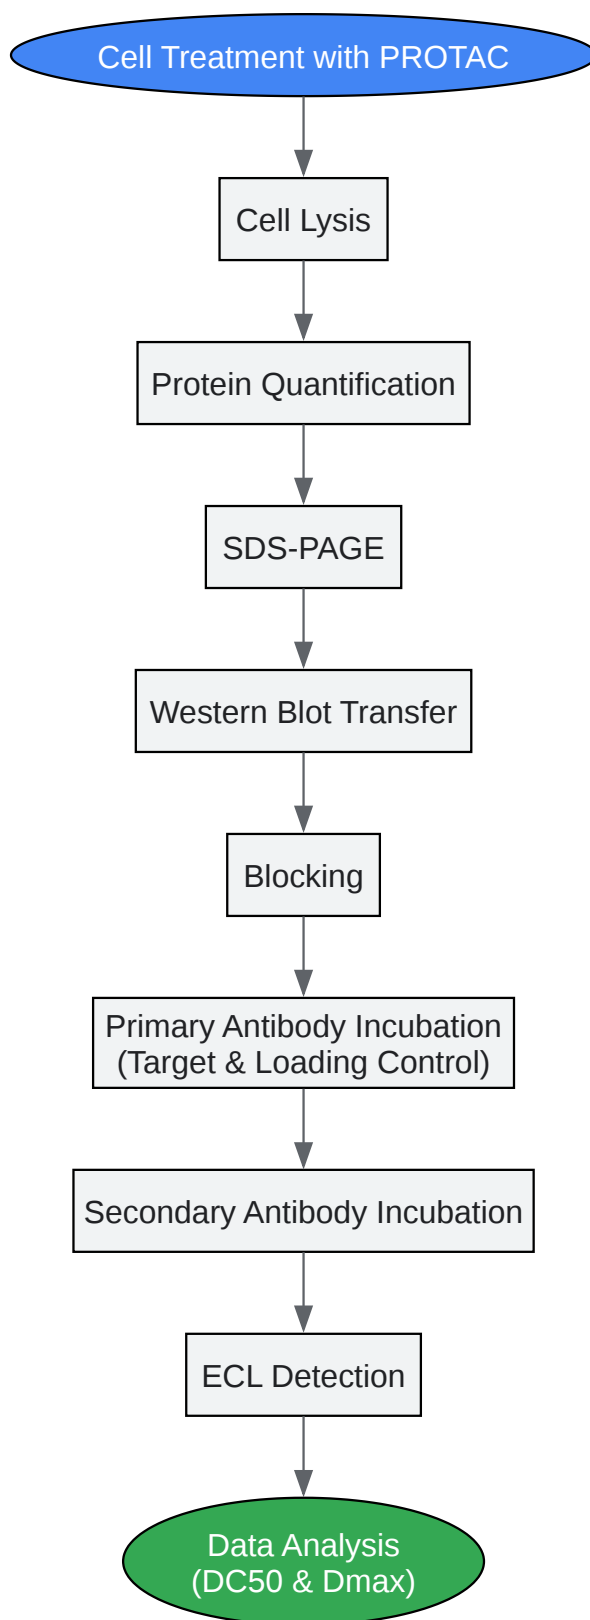 Cell Treatment with PROTAC
Cell Lysis
Protein Quantification
SDS-PAGE
Western Blot Transfer
Blocking
Primary Antibody Incubation
(Target & Loading Control)
Secondary Antibody Incubation
ECL Detection
Data Analysis
(DC50 & Dmax)